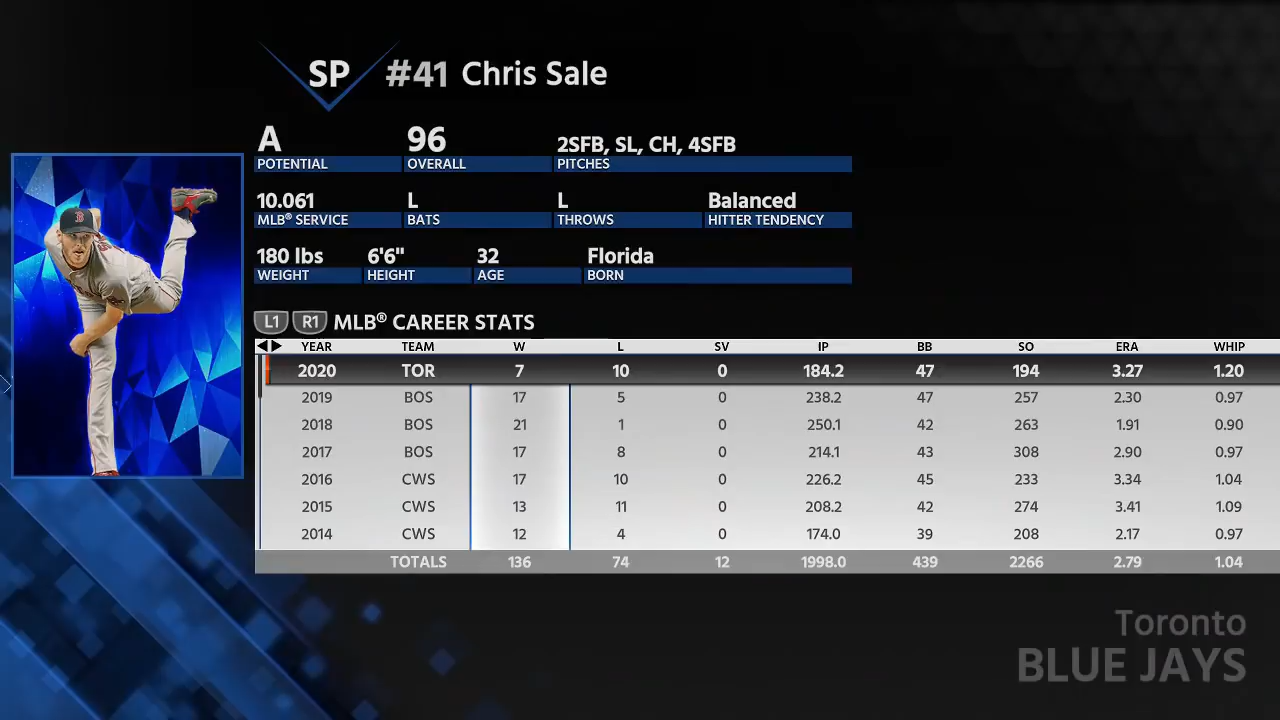 SP #41 Chris Sale
A 96 2SFB, SL, CH, 4SFB
POTENTIAL OVERALL PITCHES
10.061 L L Balanced
MLB® SERVICE BATS THROWS HITTER TENDENCY
180 lbs 6'6" 32 Florida
WEIGHT HEIGHT AGE BORN
L1 R1 MLB® CAREER STATS
YEAR TEAM W L SV IP BB SO ERA WHIP
2020 TOR 7 10 0 184.2 47 194 3.27 1.20
2019 BOS 17 5 0 238.2 47 257 2.30 0.97
2018 BOS 21 1 0 250.1 42 263 1.91 0.90
2017 BOS 17 8 0 214.1 43 308 2.90 0.97
2016 CWS 17 10 0 226.2 45 233 3.34 1.04
2015 CWS 13 11 0 208.2 42 274 3.41 1.09
2014 CWS 12 4 0 174.0 39 208 2.17 0.97
TOTALS 136 74 12 1998.0 439 2266 2.79 1.04
Toronto
BLUE JAYS